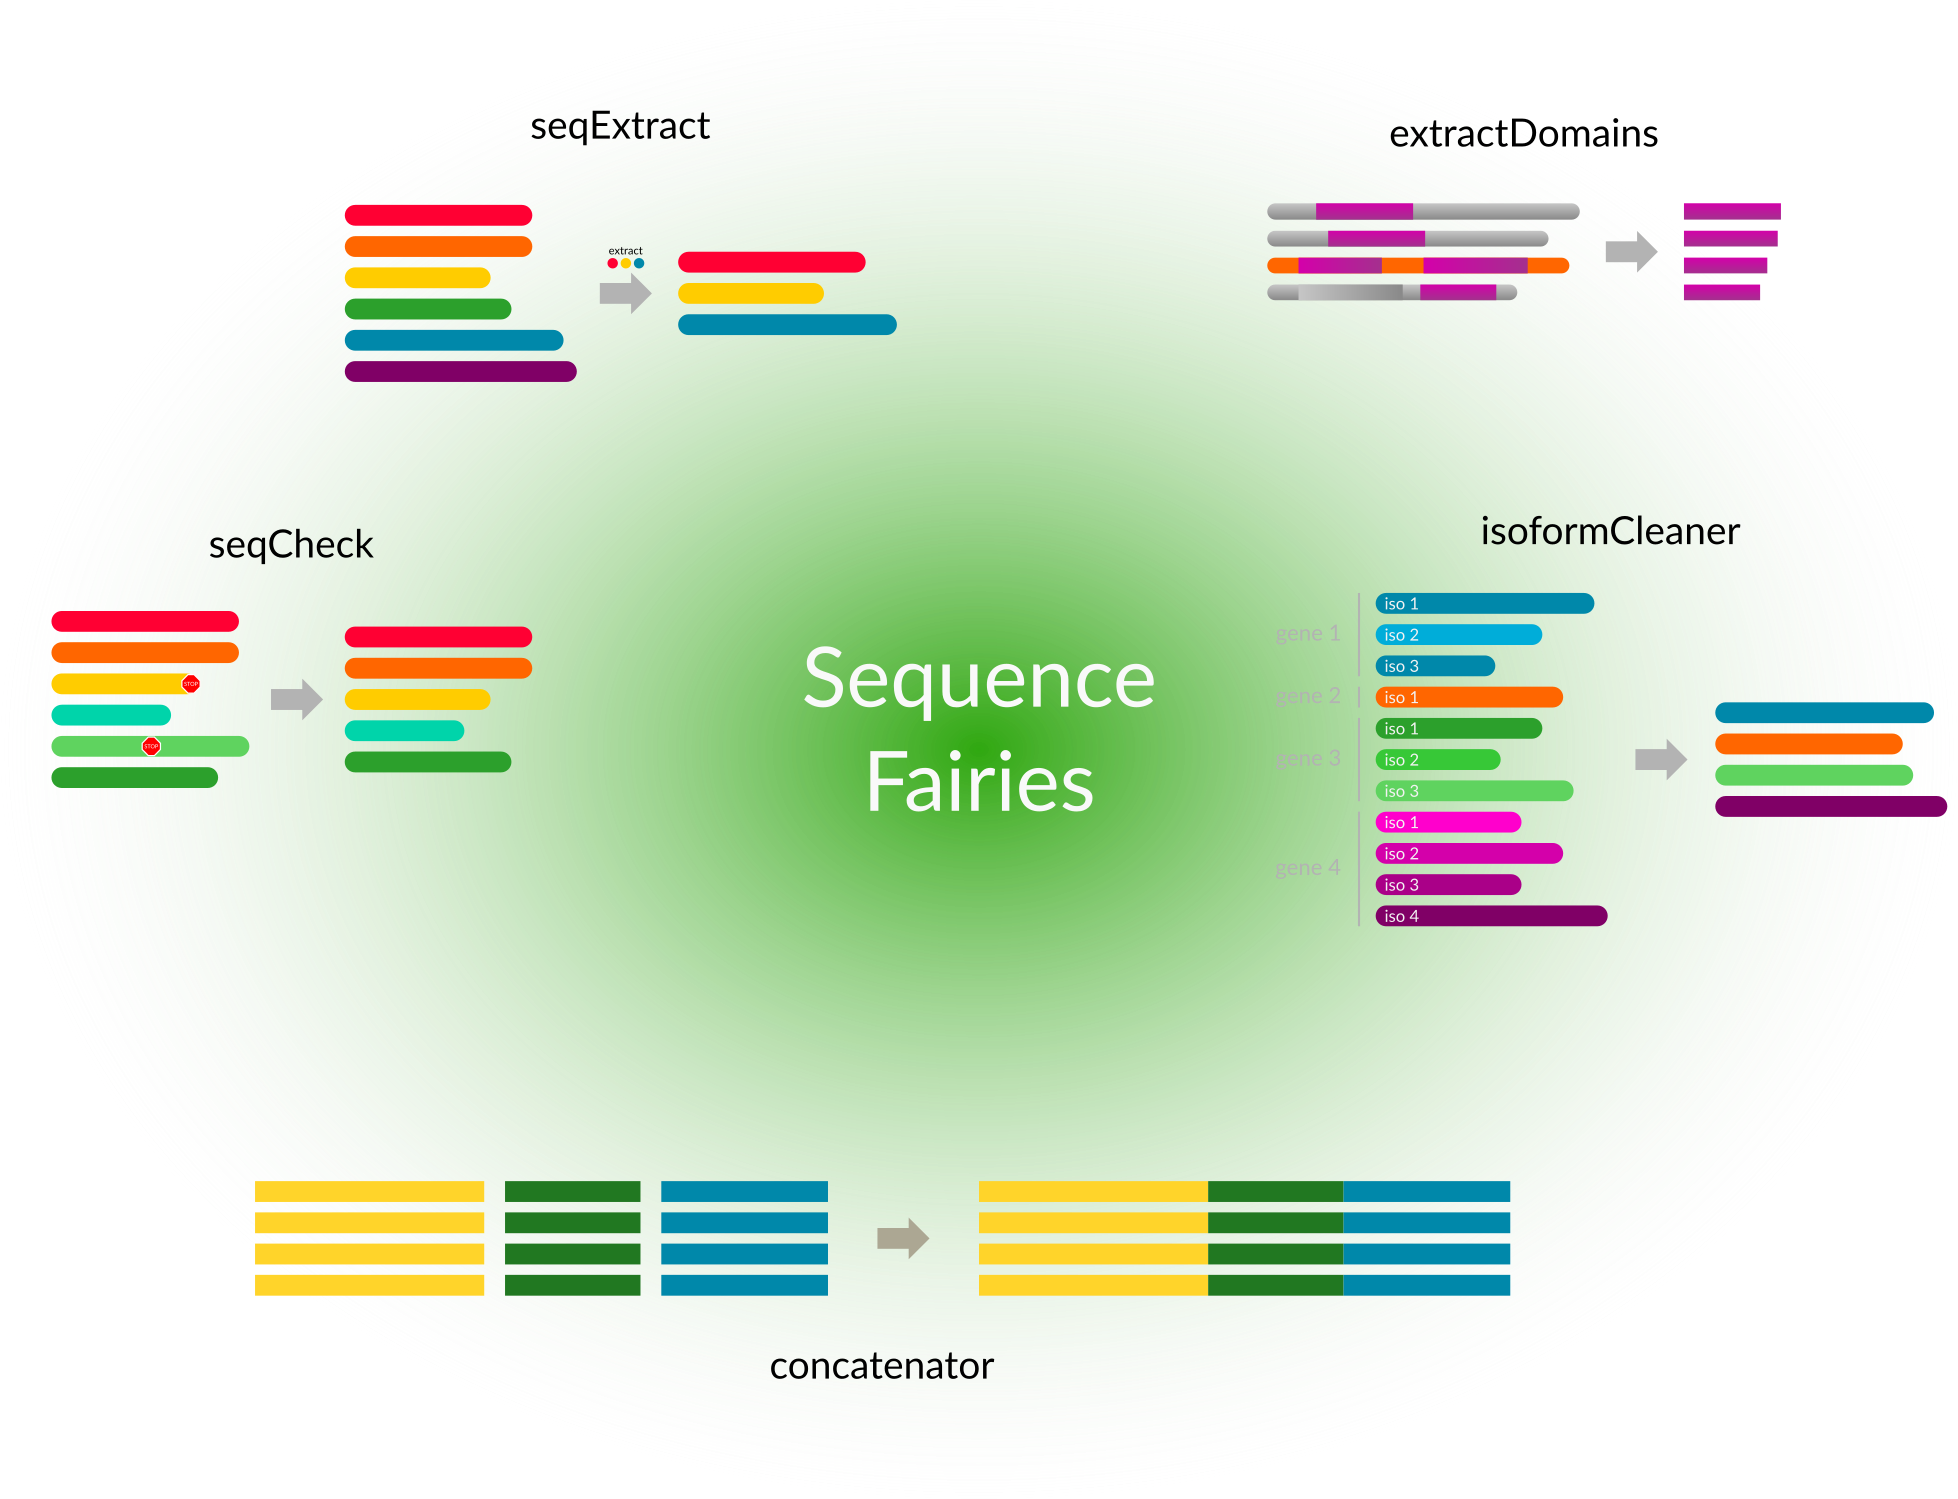 seqExtract
extract
extractDomains
seqCheck
STOP
STOP
isoformCleaner
gene 1
iso 1
iso 2
iso 3
gene 2
iso 1
gene 3
iso 1
iso 2
iso 3
gene 4
iso 1
iso 2
iso 3
iso 4
Sequence
Fairies
concatenator